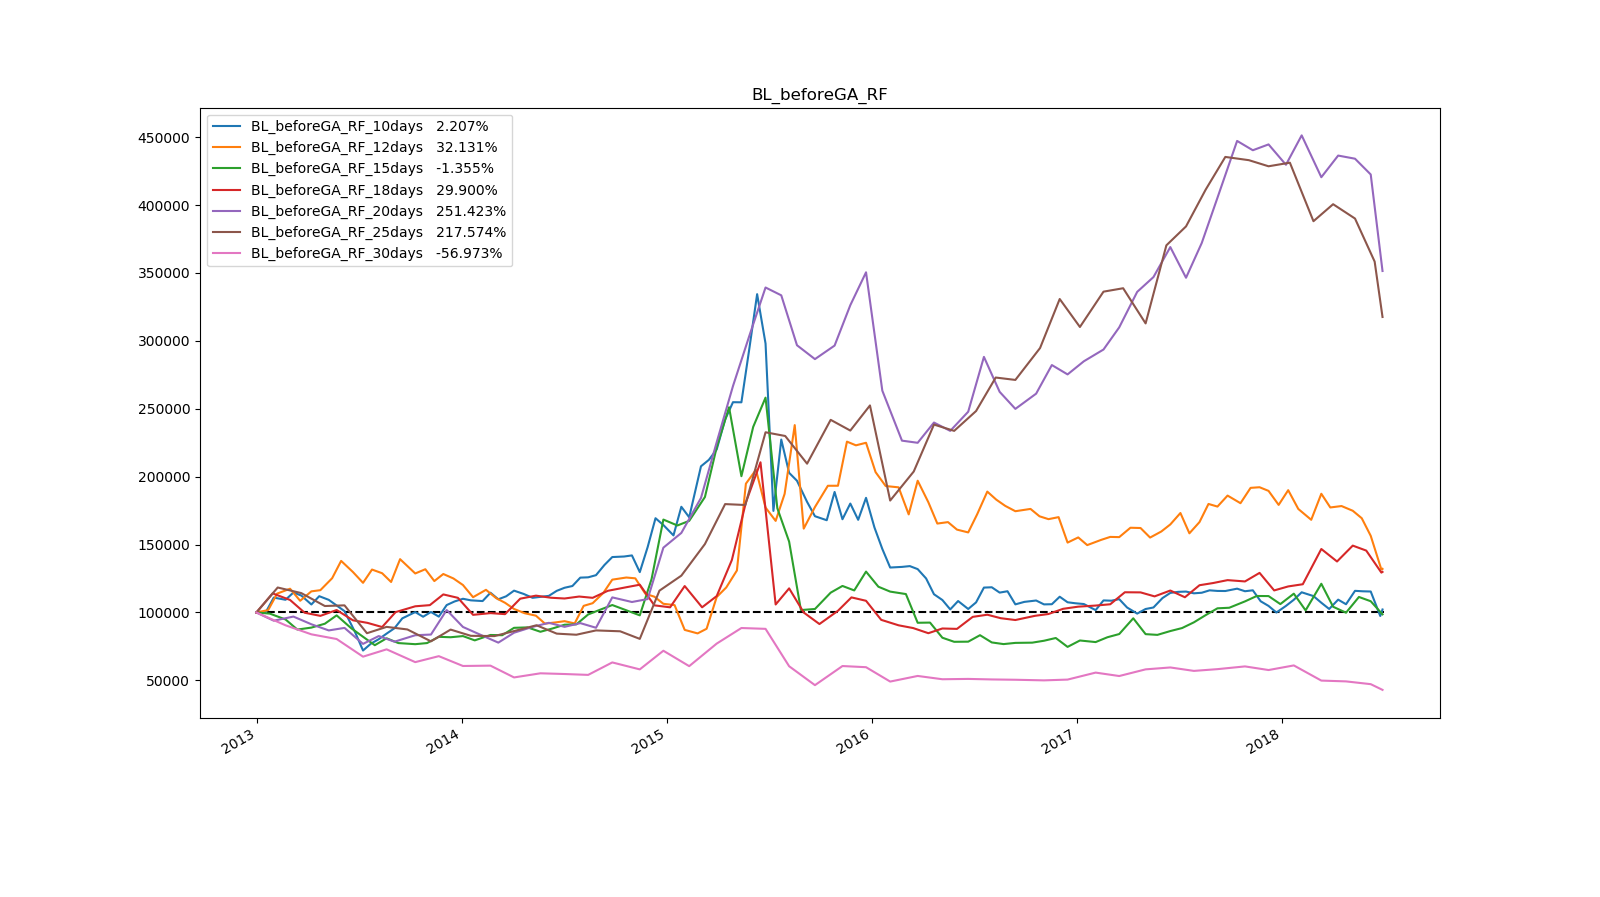 BL_beforeGA_RF
BL_beforeGA_RF_10days 2.207%
BL_beforeGA_RF_12days 32.131%
BL_beforeGA_RF_15days -1.355%
BL_beforeGA_RF_18days 29.900%
BL_beforeGA_RF_20days 251.423%
BL_beforeGA_RF_25days 217.574%
BL_beforeGA_RF_30days -56.973%
450000
400000
350000
300000
250000
200000
150000
100000
50000
2013 2014 2015 2016 2017 2018